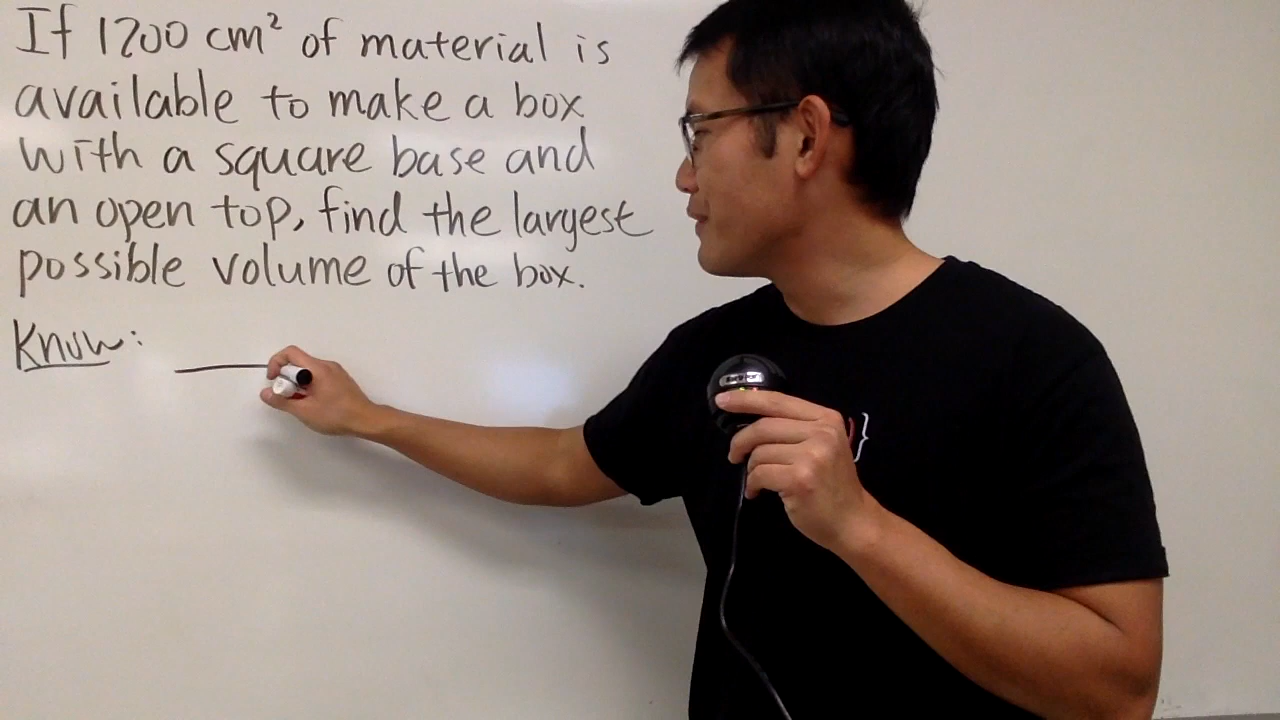 If 1200 cm² of material is
available to make a box
with a square base and
an open top, find the largest
possible volume of the box.
Know:
}